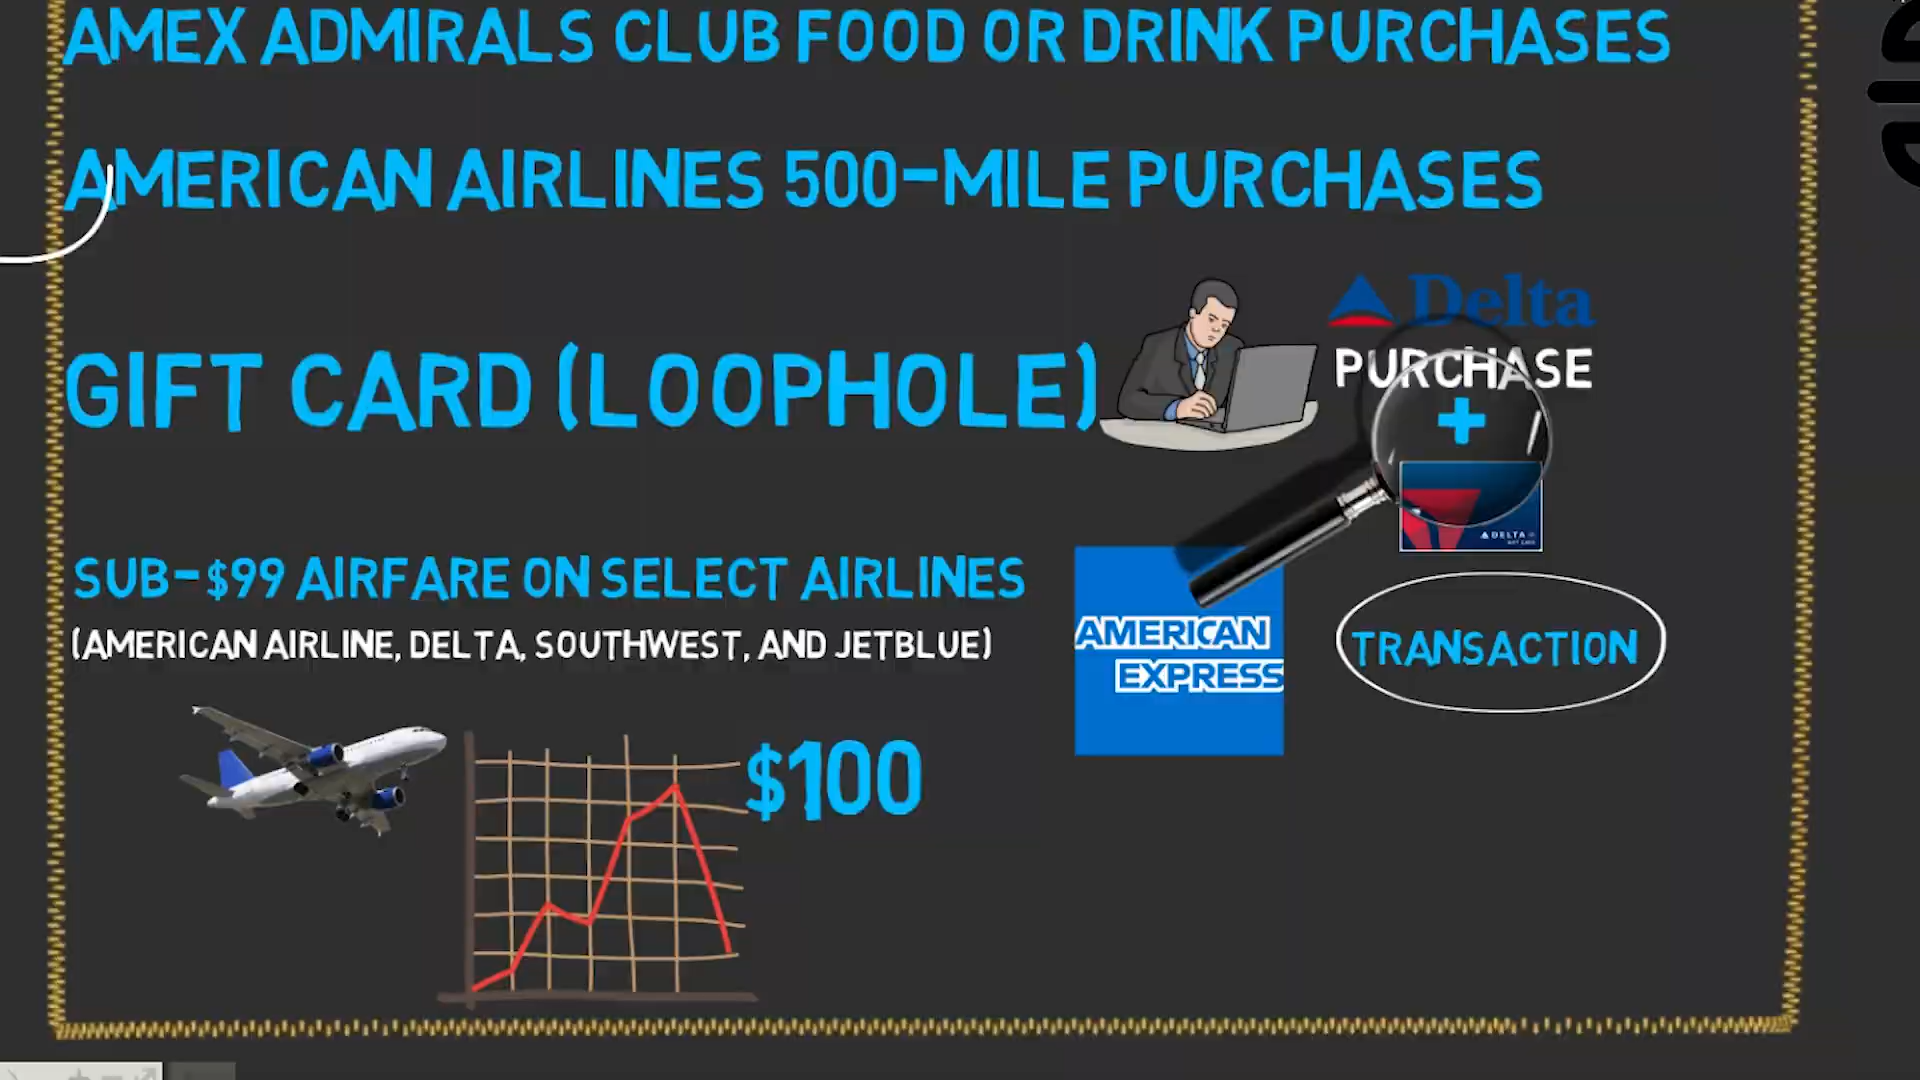 AMEX ADMIRALS CLUB FOOD OR DRINK PURCHASES
AMERICAN AIRLINES 500-MILE PURCHASES
GIFT CARD (LOOPHOLE)
Delta
PURCHASE
+
DELTA
SUB-$99 AIRFARE ON SELECT AIRLINES
(AMERICAN AIRLINE, DELTA, SOUTHWEST, AND JETBLUE)
AMERICAN
EXPRESS
TRANSACTION
$100